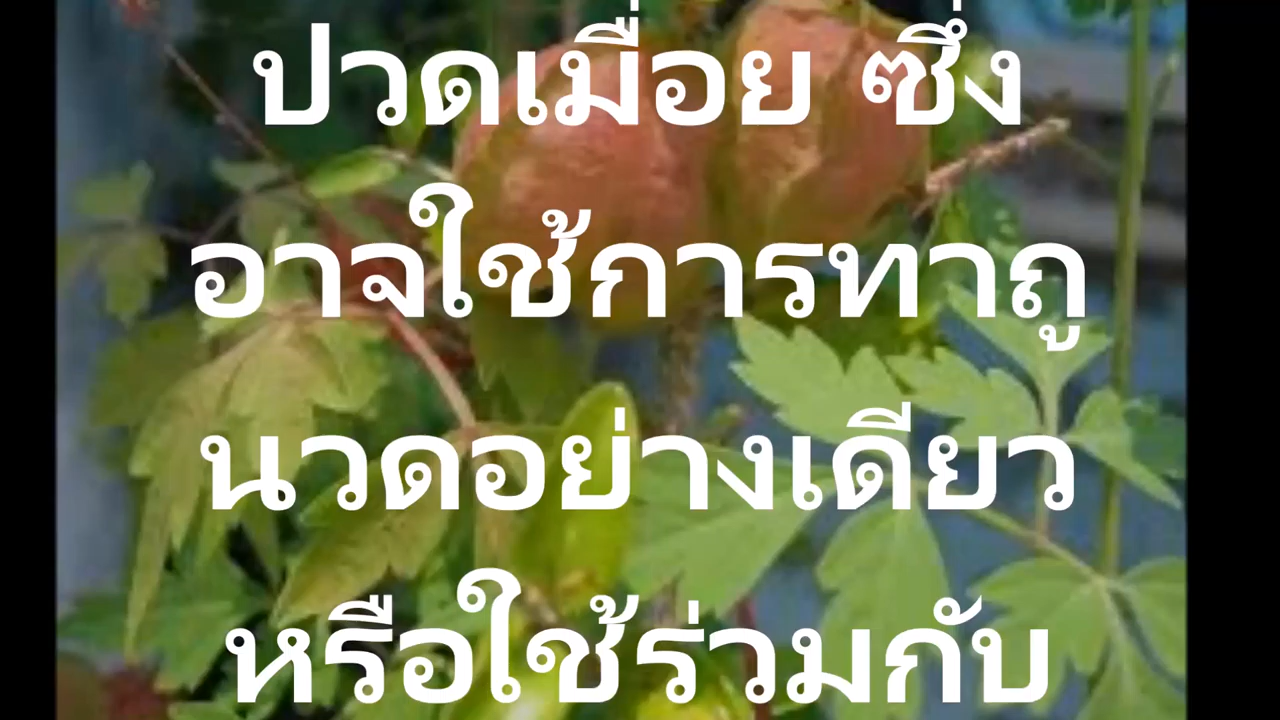 ปวดเมื่อย ซึ่ง
อาจใช้การทาถู
นวดอย่างเดียว
หรือใช้ร่วมกับ